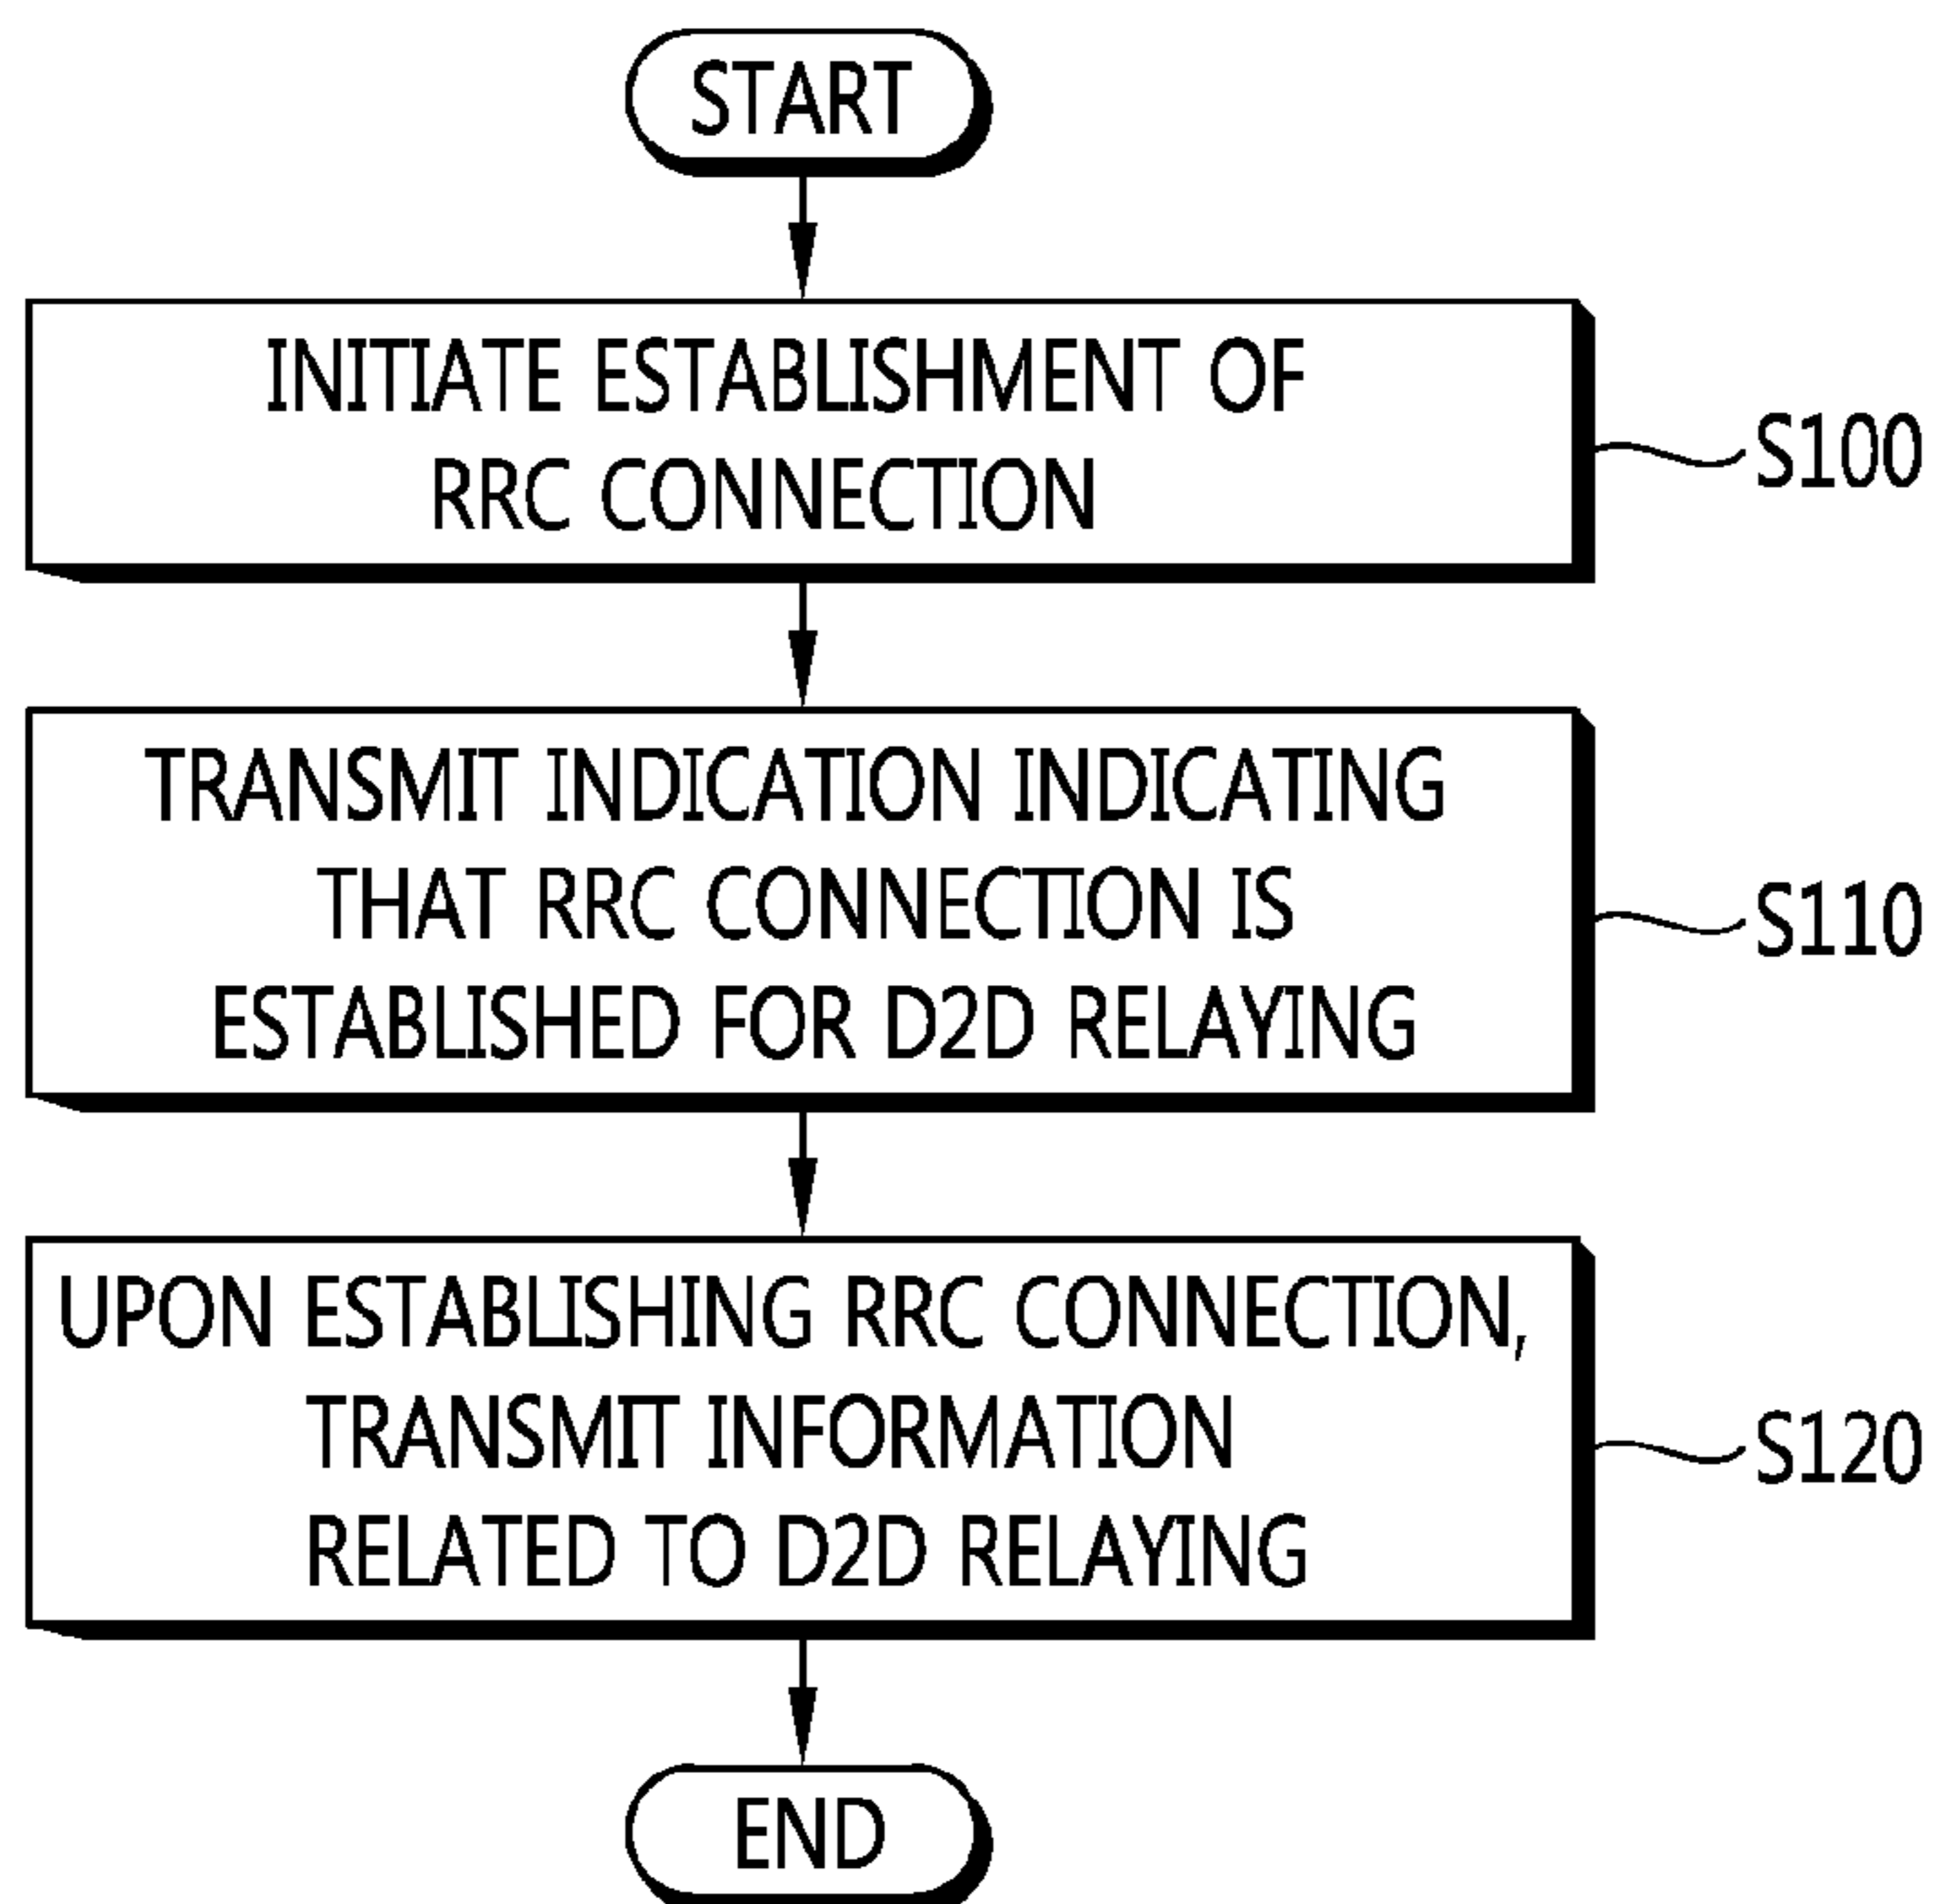 START
INITIATE ESTABLISHMENT OF
RRC CONNECTION
S100
TRANSMIT INDICATION INDICATING
THAT RRC CONNECTION IS
ESTABLISHED FOR D2D RELAYING
S110
UPON ESTABLISHING RRC CONNECTION,
TRANSMIT INFORMATION
RELATED TO D2D RELAYING
S120
END